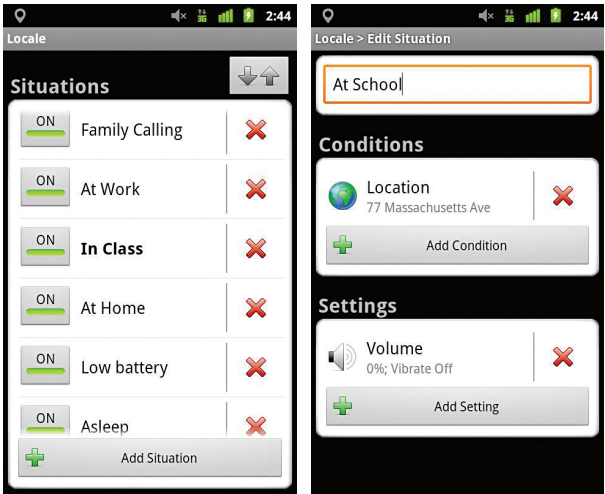 3G
2:44
Locale
Situations
ON
Family Calling
ON
At Work
ON
In Class
ON
At Home
ON
Low battery
ON
Asleep
Add Situation
3G
2:44
Locale > Edit Situation
At School
Conditions
Location
77 Massachusetts Ave
Add Condition
Settings
Volume
0%; Vibrate Off
Add Setting